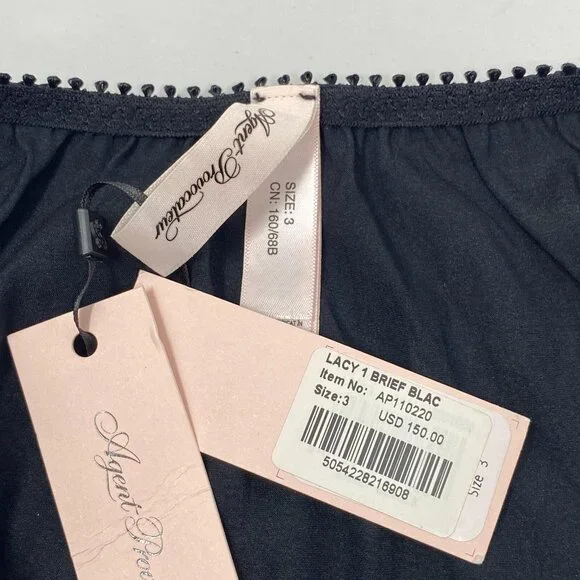 Agent Provocateur
SIZE: 3
CN: 160/68B
LACY 1 BRIEF BLAC
Item No: AP110220
Size:3
USD 150.00
5054228216908
Size 3
Agent Prov